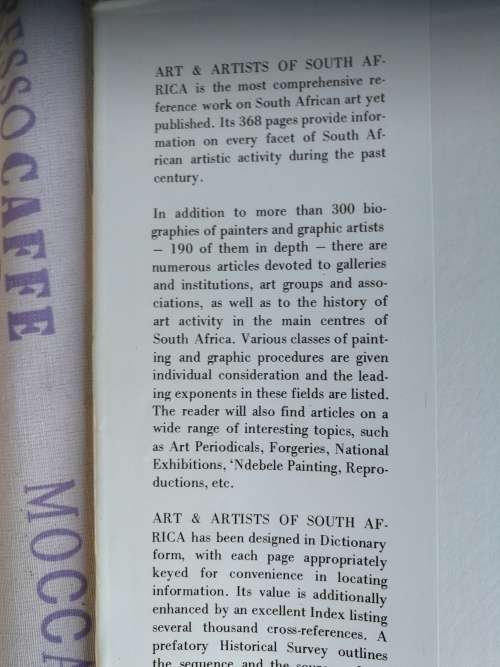 ESSO CAFFE
MOCCA
ART & ARTISTS OF SOUTH AF-
RICA is the most comprehensive re-
ference work on South African art yet
published. Its 368 pages provide infor-
mation on every facet of South Af-
rican artistic activity during the past
century.
In addition to more than 300 bio-
graphies of painters and graphic artists
— 190 of them in depth — there are
numerous articles devoted to galleries
and institutions, art groups and asso-
ciations, as well as to the history of
art activity in the main centres of
South Africa. Various classes of paint-
ing and graphic procedures are given
individual consideration and the lead-
ing exponents in these fields are listed.
The reader will also find articles on a
wide range of interesting topics, such
as Art Periodicals, Forgeries, National
Exhibitions, ‘Ndebele Painting, Repro-
ductions, etc.
ART & ARTISTS OF SOUTH AF-
RICA has been designed in Dictionary
form, with each page appropriately
keyed for convenience in locating
information. Its value is additionally
enhanced by an excellent Index listing
several thousand cross-references. A
prefatory Historical Survey outlines
the sequence and the